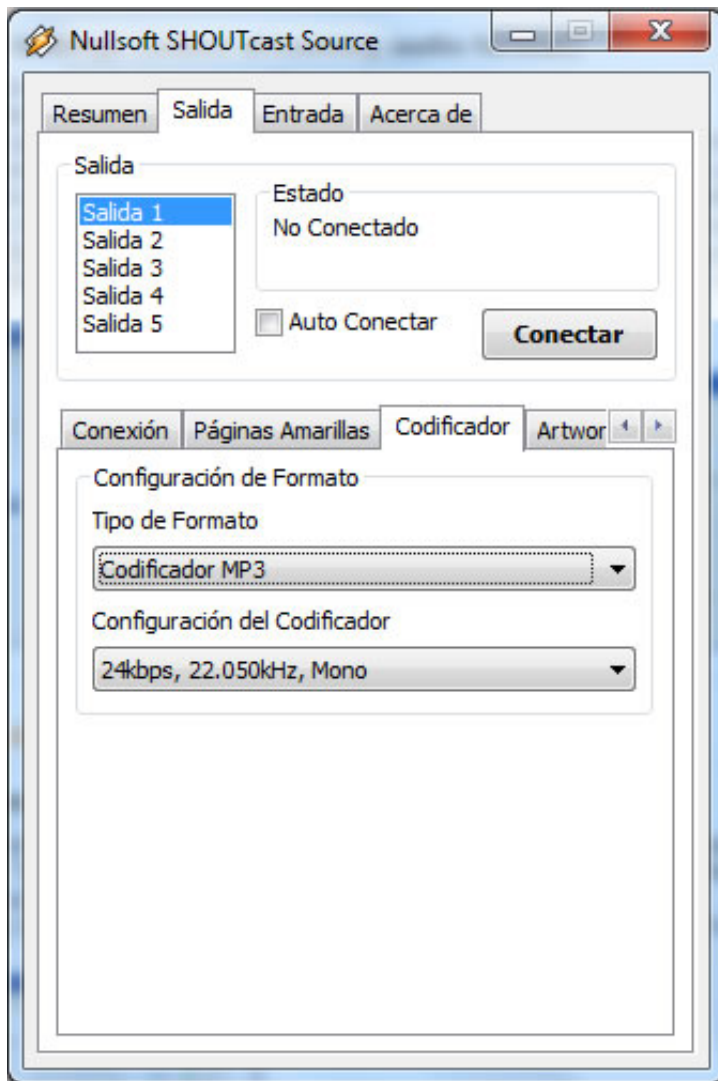 Nullsoft SHOUTcast Source
Resumen Salida Entrada Acerca de
Salida
Salida 1
Salida 2
Salida 3
Salida 4
Salida 5
Estado
No Conectado
Auto Conectar
Conectar
Conexión Páginas Amarillas Codificador Artwor
Configuración de Formato
Tipo de Formato
Codificador MP3
Configuración del Codificador
24kbps, 22.050kHz, Mono